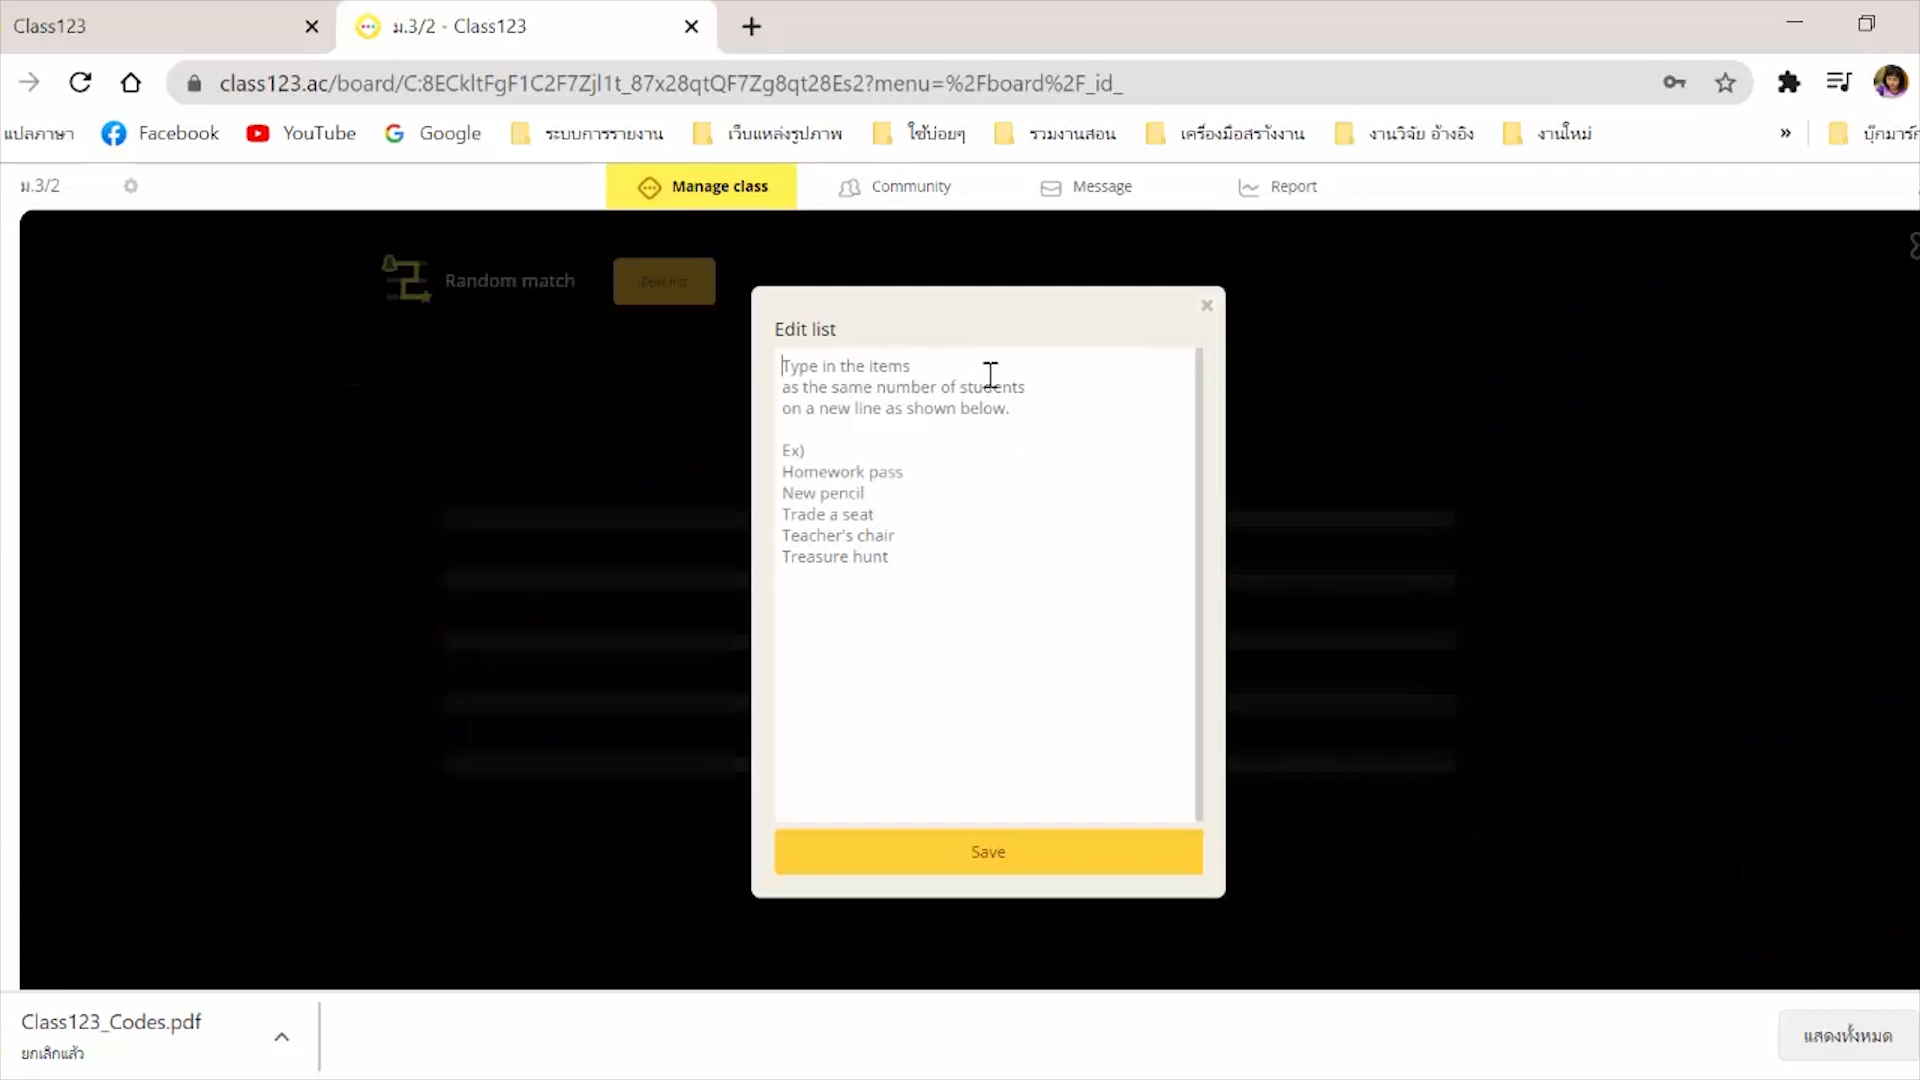 Class123
ม.3/2 - Class123
class123.ac/board/C:8ECkltFgF1C2F7Zjl1t_87x28qtQF7Zg8qt28Es2?menu=%2Fboard%2F_id_
แปลภาษา
Facebook
YouTube
Google
ระบบการรายงาน
เว็บแหล่งรูปภาพ
ใช้บ่อยๆ
รวมงานสอน
เครื่องมือสร้างงาน
งานวิจัย อ้างอิง
งานใหม่
»
บุ๊กมาร์ก
ม.3/2
Manage class
Community
Message
Report
Random match
Edit list
Edit list
Type in the items
as the same number of students
on a new line as shown below.
Ex)
Homework pass
New pencil
Trade a seat
Teacher's chair
Treasure hunt
Save
Class123_Codes.pdf
ยกเลิกแล้ว
แสดงทั้งหมด